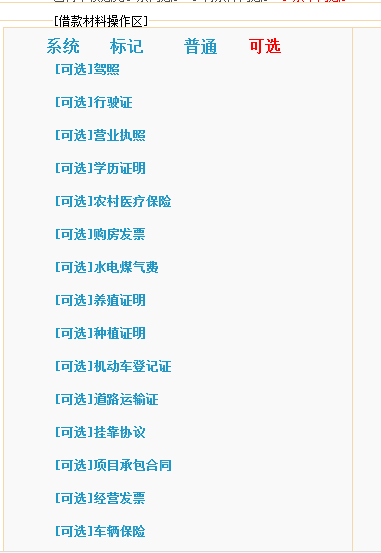 [借款材料操作区]
系统 标记 普通 可选
[可选]驾照
[可选]行驶证
[可选]营业执照
[可选]学历证明
[可选]农村医疗保险
[可选]购房发票
[可选]水电煤气费
[可选]养殖证明
[可选]种植证明
[可选]机动车登记证
[可选]道路运输证
[可选]挂靠协议
[可选]项目承包合同
[可选]经营发票
[可选]车辆保险